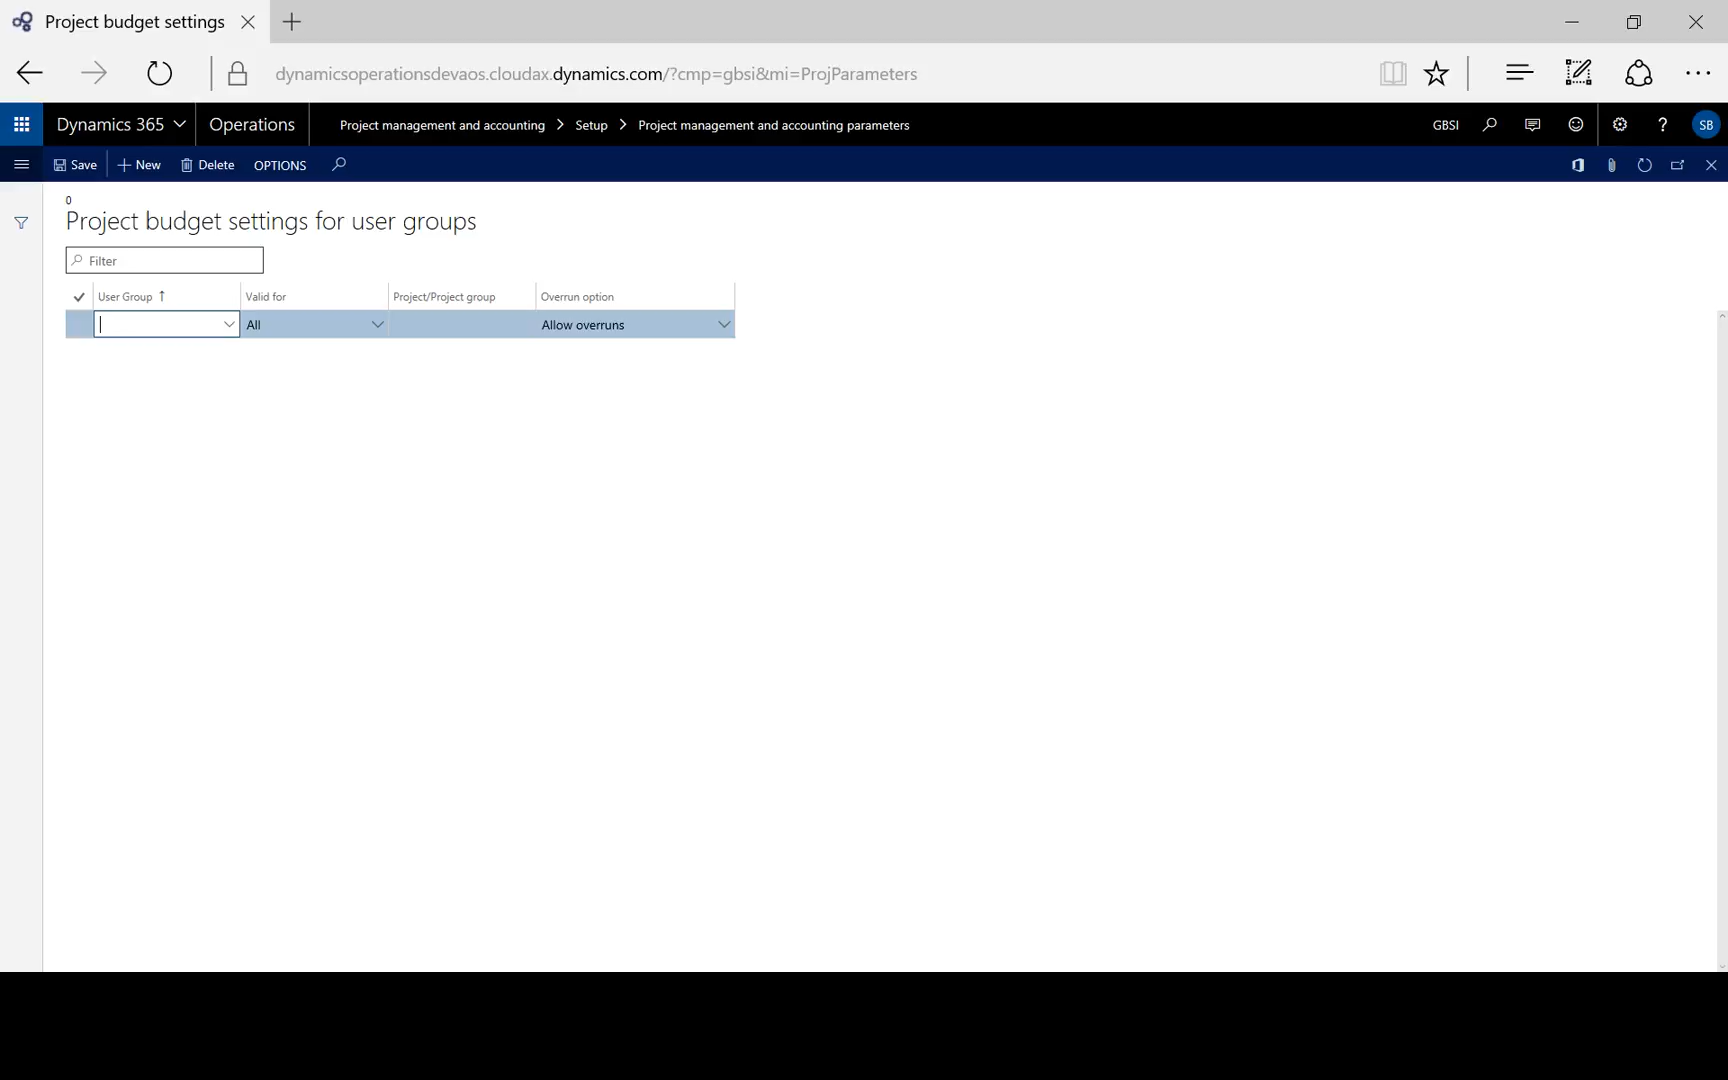 Project budget settings
dynamicsoperationsdevaos.cloudax.dynamics.com/?cmp=gbsi&mi=ProjParameters
Dynamics 365 Operations Project management and accounting > Setup > Project management and accounting parameters GBSI ? SB
Save + New Delete OPTIONS
0
Project budget settings for user groups
Filter
User Group ↑ Valid for Project/Project group Overrun option
All Allow overruns